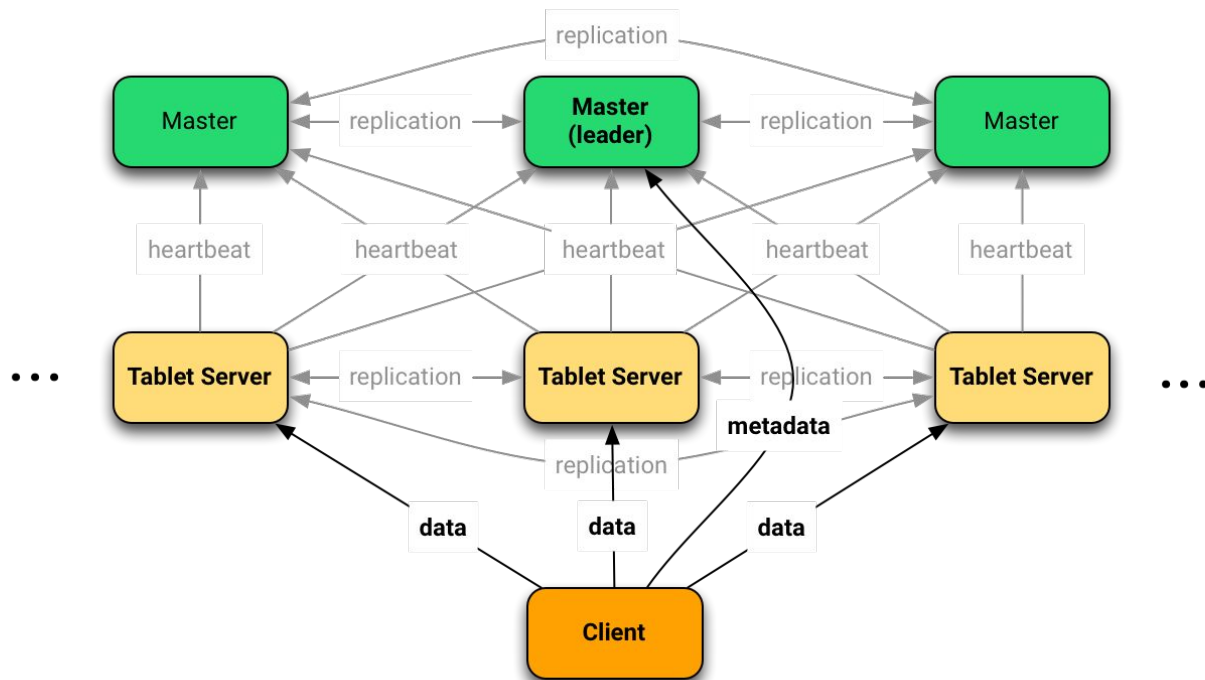 replication
Master
replication
Master
(leader)
replication
Master
heartbeat
heartbeat
heartbeat
heartbeat
heartbeat
...
Tablet Server
replication
Tablet Server
replication
Tablet Server
...
metadata
replication
data
data
data
Client